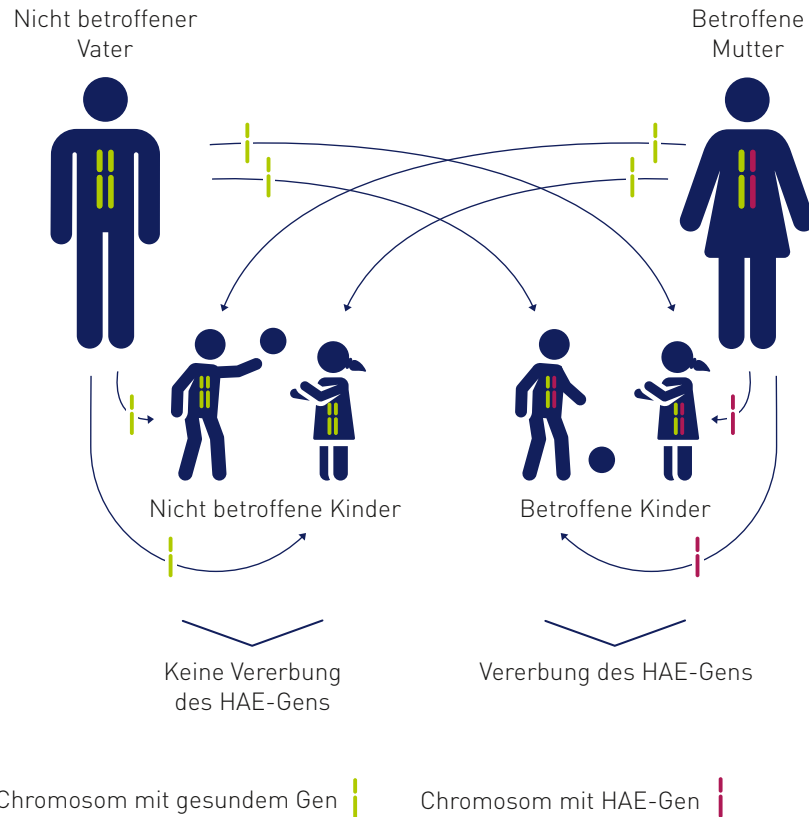 Nicht betroffener
Vater
Betroffene
Mutter
Nicht betroffene Kinder
Betroffene Kinder
Keine Vererbung
des HAE-Gens
Vererbung des HAE-Gens
Chromosom mit gesundem Gen
Chromosom mit HAE-Gen